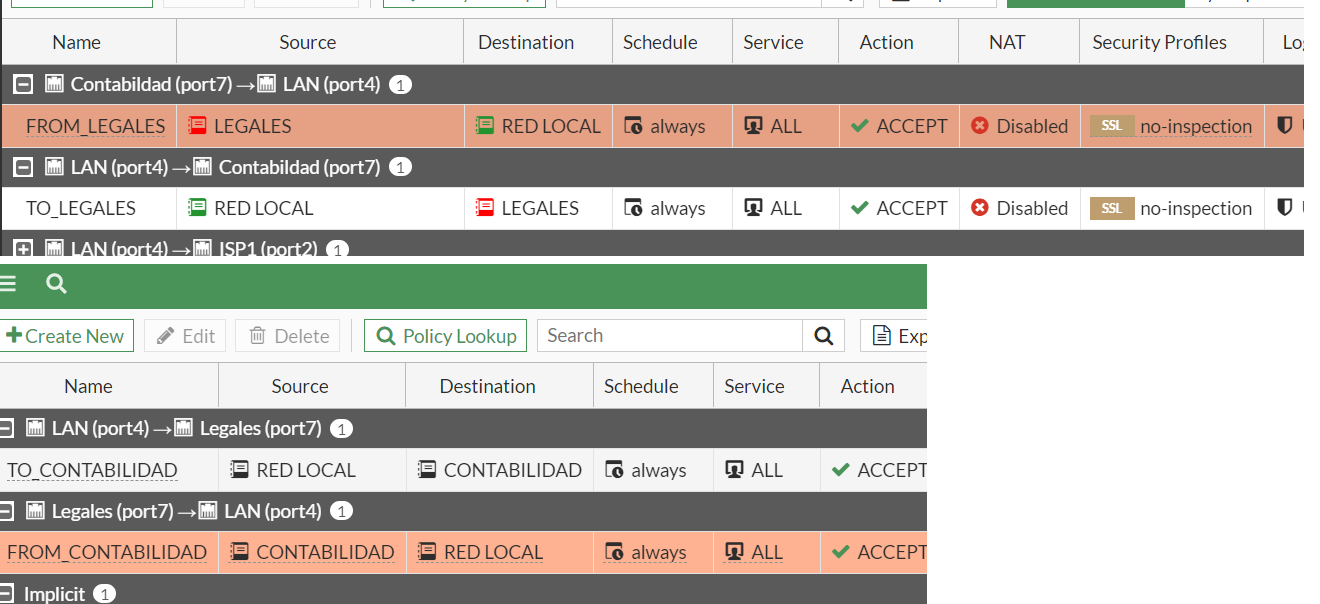 Name Source Destination Schedule Service Action NAT Security Profiles
Contabildad (port7) → LAN (port4) 1
FROM_LEGALES LEGALES RED LOCAL always ALL ACCEPT Disabled SSL no-inspection
LAN (port4) → Contabildad (port7) 1
TO_LEGALES RED LOCAL LEGALES always ALL ACCEPT Disabled SSL no-inspection
LAN (port4) → ISP1 (port2) 1
Create New Edit Delete Policy Lookup Search Exp
Name Source Destination Schedule Service Action
LAN (port4) → Legales (port7) 1
TO_CONTABILIDAD RED LOCAL CONTABILIDAD always ALL ACCEPT
Legales (port7) → LAN (port4) 1
FROM_CONTABILIDAD CONTABILIDAD RED LOCAL always ALL ACCEPT
Implicit 1